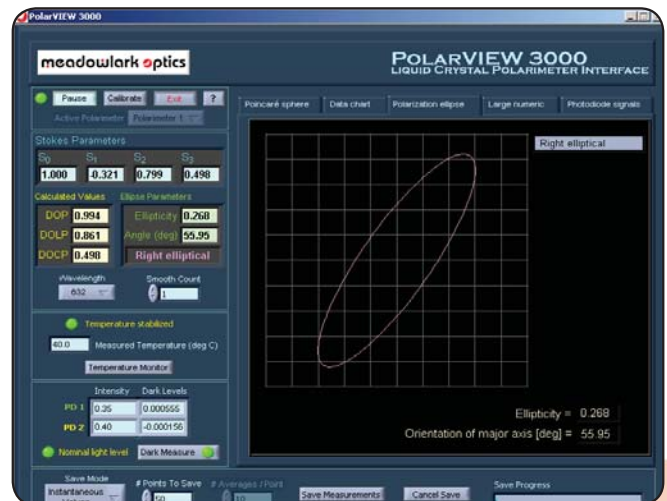 PolarVIEW 3000
meadowlark optics
POLARVIEW 3000
LIQUID CRYSTAL POLARIMETER INTERFACE
Pause Calibrate Exit ?
Active Polarimeter Polarimeter 1
Poincaré sphere Data chart Polarization ellipse Large numeric Photodiode signals
Stokes Parameters
S0 S1 S2 S3
1.000 -0.321 0.799 0.498
Calculated Values Ellipse Parameters
DOP 0.994 Ellipticity 0.268
DOLP 0.861 Angle (deg) 55.95
DOCP 0.498 Right elliptical
Wavelength Smooth Count
632 1
Temperature stabilized
40.0 Measured Temperature (deg C)
Temperature Monitor
Intensity Dark Levels
PD 1 0.35 0.000555
PD 2 0.40 -0.000156
Nominal light level Dark Measure
Right elliptical
Ellipticity = 0.268
Orientation of major axis [deg] = 55.95
Save Mode # Points To Save # Averages / Point Save Progress
Instantaneous 50 10 Save Measurements Cancel Save